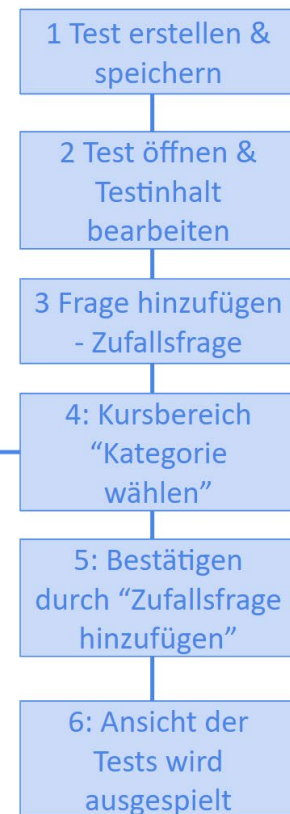 1 Test erstellen &
speichern
2 Test öffnen &
Testinhalt
bearbeiten
3 Frage hinzufügen
- Zufallsfrage
4: Kursbereich
“Kategorie
wählen”
5: Bestätigen
durch “Zufallsfrage
hinzufügen”
6: Ansicht der
Tests wird
ausgespielt